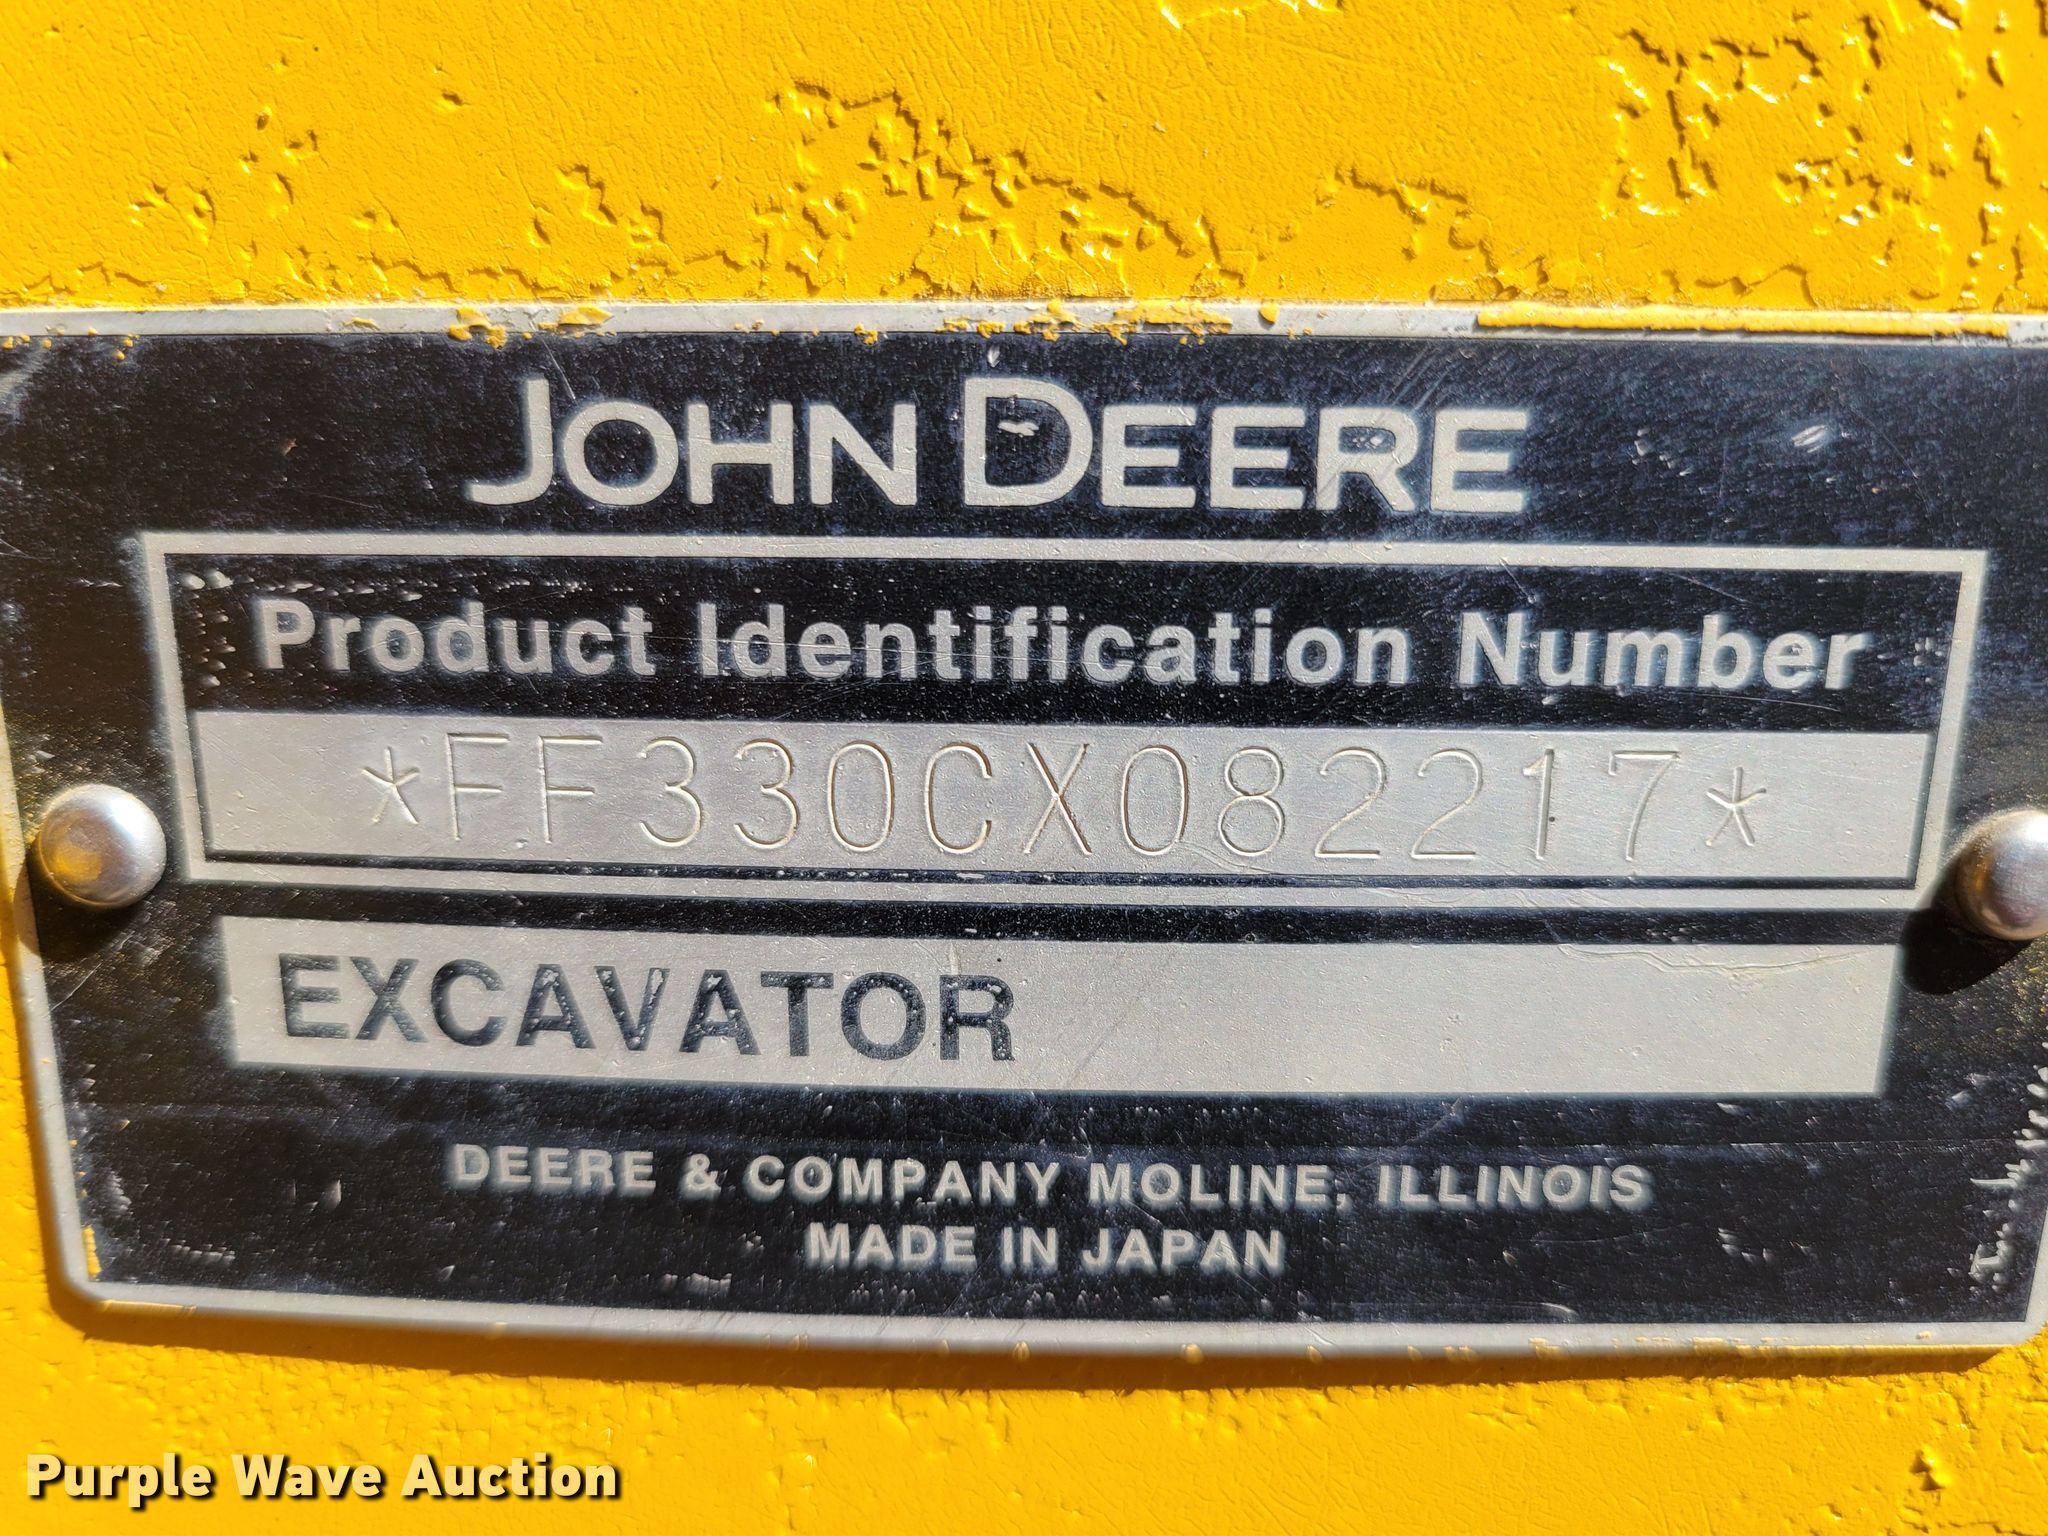 JOHN DEERE
Product Identification Number
*FF330CX082217*
EXCAVATOR
DEERE & COMPANY MOLINE, ILLINOIS
MADE IN JAPAN
Purple Wave Auction